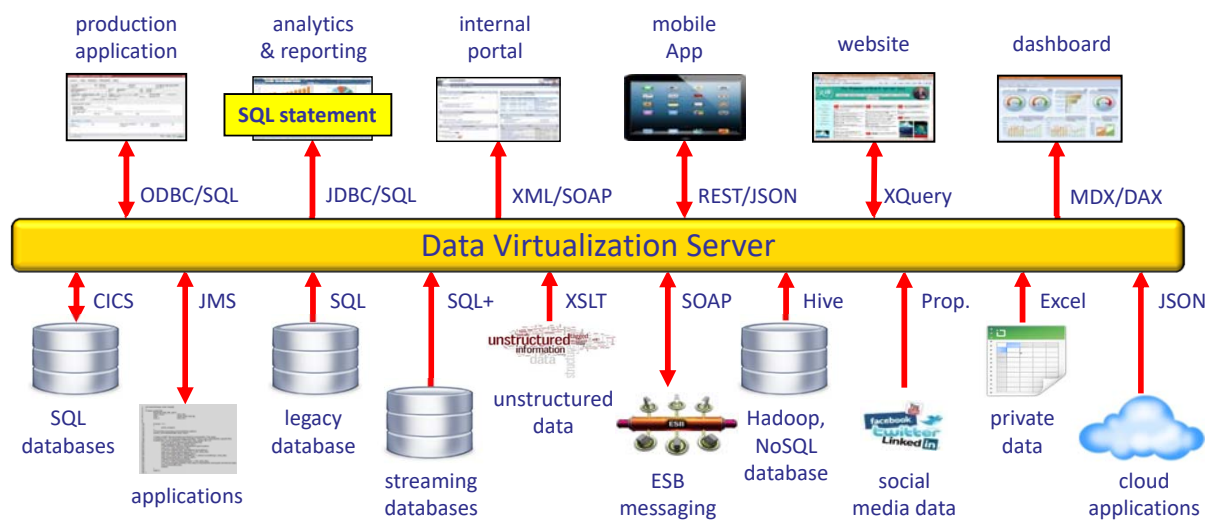 production
application
analytics
& reporting
internal
portal
mobile
App
website
dashboard
SQL statement
ODBC/SQL
JDBC/SQL
XML/SOAP
REST/JSON
XQuery
MDX/DAX
Data Virtualization Server
CICS
JMS
SQL
SQL+
XSLT
SOAP
Hive
Prop.
Excel
JSON
unstructured
information
data
ESB
facebook
twitter
Linked in
SQL
databases
applications
legacy
database
streaming
databases
unstructured
data
ESB
messaging
Hadoop,
NoSQL
database
social
media data
private
data
cloud
applications